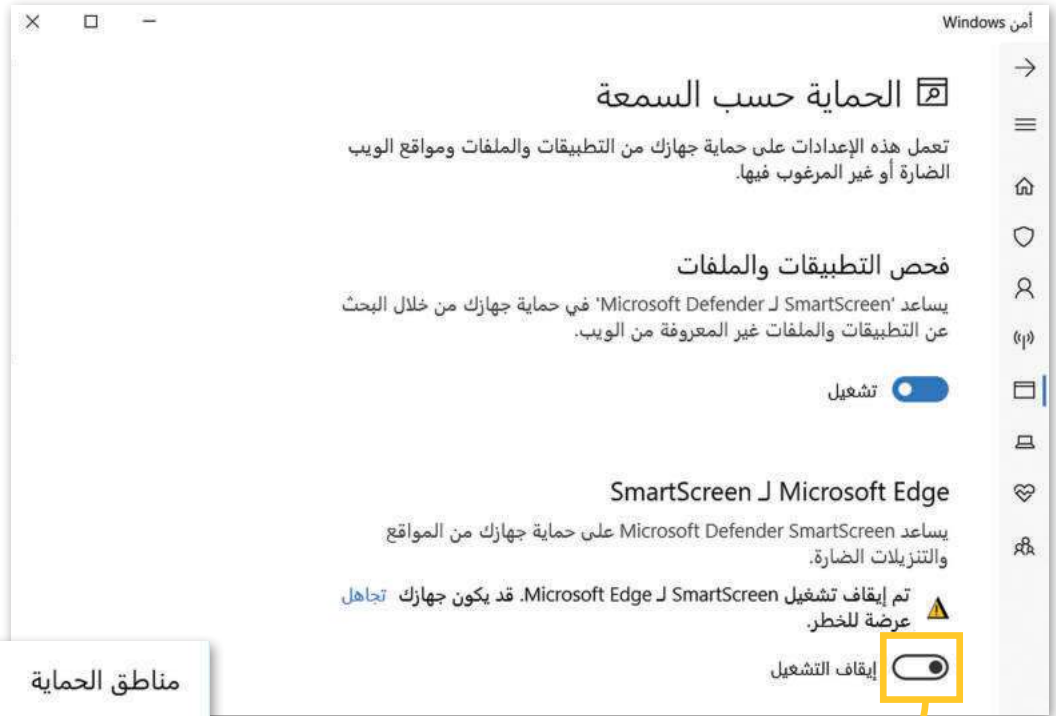 أمن Windows
الحماية حسب السمعة
تعمل هذه الإعدادات على حماية جهازك من التطبيقات والملفات ومواقع الويب
الضارة أو غير المرغوب فيها.
فحص التطبيقات والملفات
يساعد 'SmartScreen لـ Microsoft Defender' في حماية جهازك من خلال البحث
عن التطبيقات والملفات غير المعروفة من الويب.
تشغيل
SmartScreen لـ Microsoft Edge
يساعد Microsoft Defender SmartScreen على حماية جهازك من المواقع
والتنزيلات الضارة.
تم إيقاف تشغيل SmartScreen لـ Microsoft Edge. قد يكون جهازك تجاهل
عرضة للخطر.
إيقاف التشغيل
مناطق الحماية